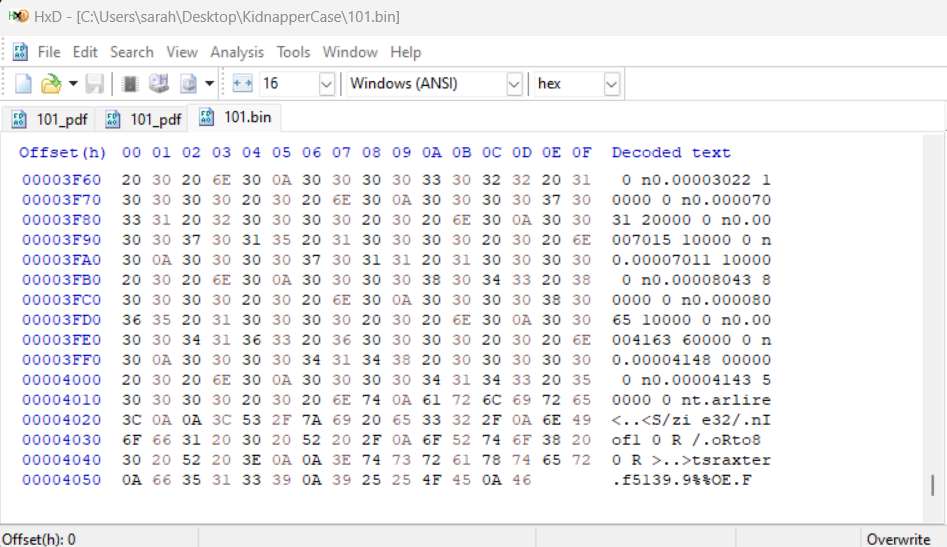 HxD - [C:\Users\sarah\Desktop\KidnapperCase\101.bin]
File Edit Search View Analysis Tools Window Help
16 Windows (ANSI) hex
101_pdf 101_pdf 101.bin
Offset(h) 00 01 02 03 04 05 06 07 08 09 0A 0B 0C 0D 0E 0F Decoded text
00003F60 20 30 20 6E 30 0A 30 30 30 30 33 30 32 32 20 31  0 n0.00003022 1
00003F70 30 30 30 30 20 30 20 6E 30 0A 30 30 30 30 37 30 0000 0 n0.000070
00003F80 33 31 20 32 30 30 30 30 20 30 20 6E 30 0A 30 30 31 20000 0 n0.00
00003F90 30 30 37 30 31 35 20 31 30 30 30 30 20 30 20 6E 007015 10000 0 n
00003FA0 30 0A 30 30 30 30 37 30 31 31 20 31 30 30 30 30 0.00007011 10000
00003FB0 20 30 20 6E 30 0A 30 30 30 30 38 30 34 33 20 38  0 n0.00008043 8
00003FC0 30 30 30 30 20 30 20 6E 30 0A 30 30 30 30 38 30 0000 0 n0.000080
00003FD0 36 35 20 31 30 30 30 30 20 30 20 6E 30 0A 30 30 65 10000 0 n0.00
00003FE0 30 30 34 31 36 33 20 36 30 30 30 30 20 30 20 6E 004163 60000 0 n
00003FF0 30 0A 30 30 30 30 34 31 34 38 20 30 30 30 30 30 0.00004148 00000
00004000 20 30 20 6E 30 0A 30 30 30 30 34 31 34 33 20 35  0 n0.00004143 5
00004010 30 30 30 30 20 30 20 6E 74 0A 61 72 6C 69 72 65 0000 0 nt.arlire
00004020 3C 0A 0A 3C 53 2F 7A 69 20 65 33 32 2F 0A 6E 49 <..<S/zi e32/.nI
00004030 6F 66 31 20 30 20 52 20 2F 0A 6F 52 74 6F 38 20 of1 0 R /.oRto8
00004040 30 20 52 20 3E 0A 0A 3E 74 73 72 61 78 74 65 72 0 R >..>tsraxter
00004050 0A 66 35 31 33 39 0A 39 25 25 4F 45 0A 46 .f5139.9%%OE.F
Offset(h): 0 Overwrite